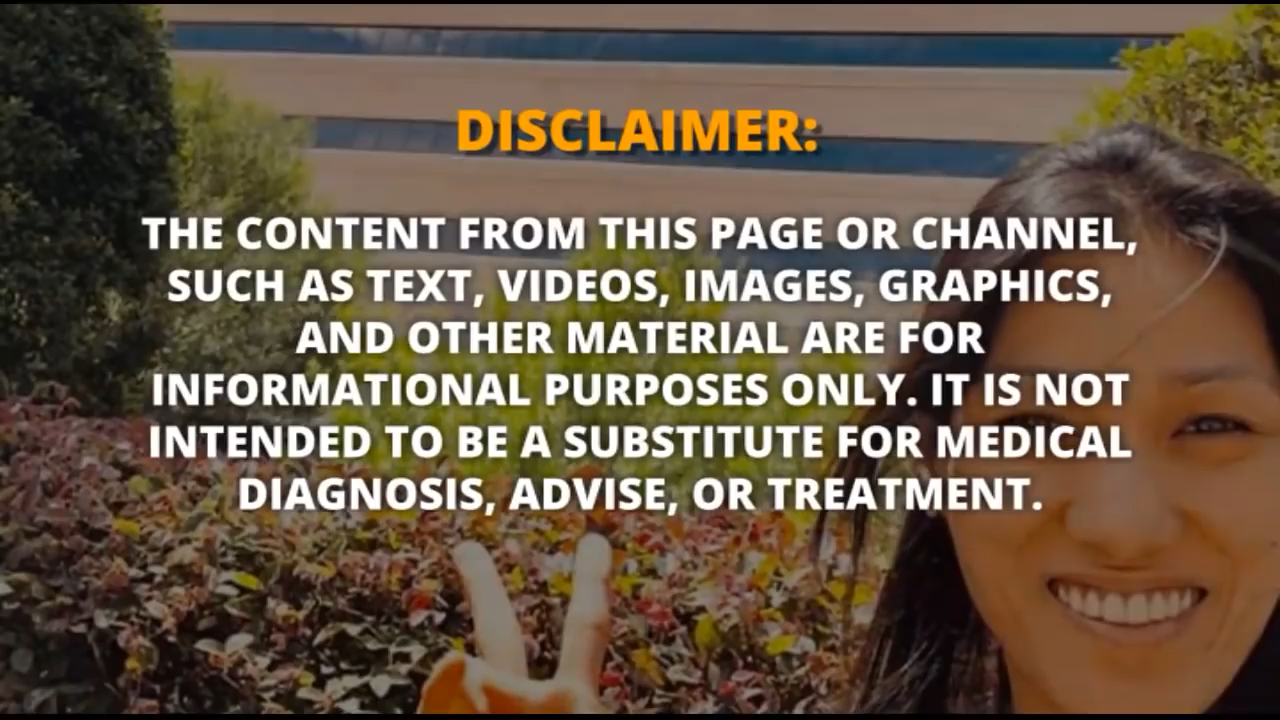 DISCLAIMER:
THE CONTENT FROM THIS PAGE OR CHANNEL,
SUCH AS TEXT, VIDEOS, IMAGES, GRAPHICS,
AND OTHER MATERIAL ARE FOR
INFORMATIONAL PURPOSES ONLY. IT IS NOT
INTENDED TO BE A SUBSTITUTE FOR MEDICAL
DIAGNOSIS, ADVISE, OR TREATMENT.